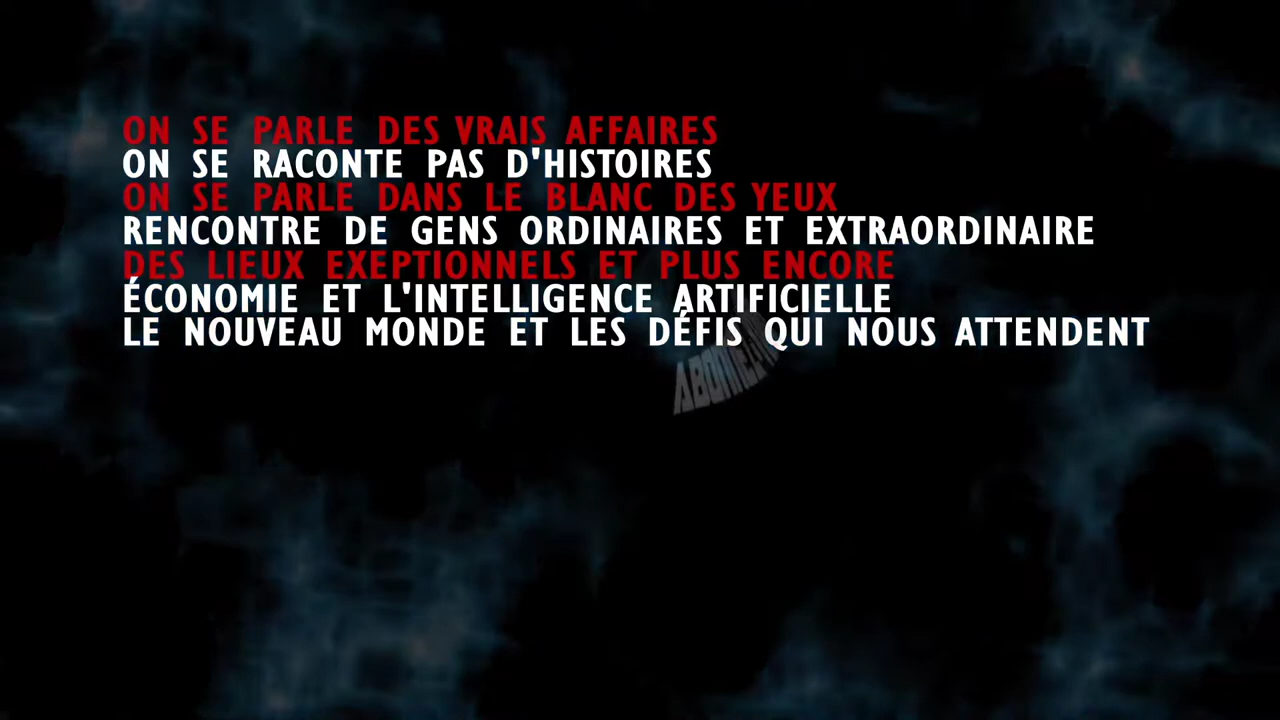 ON SE PARLE DES VRAIS AFFAIRES
ON SE RACONTE PAS D'HISTOIRES
ON SE PARLE DANS LE BLANC DES YEUX
RENCONTRE DE GENS ORDINAIRES ET EXTRAORDINAIRE
DES LIEUX EXEPTIONNELS ET PLUS ENCORE
ÉCONOMIE ET L'INTELLIGENCE ARTIFICIELLE
LE NOUVEAU MONDE ET LES DÉFIS QUI NOUS ATTENDENT